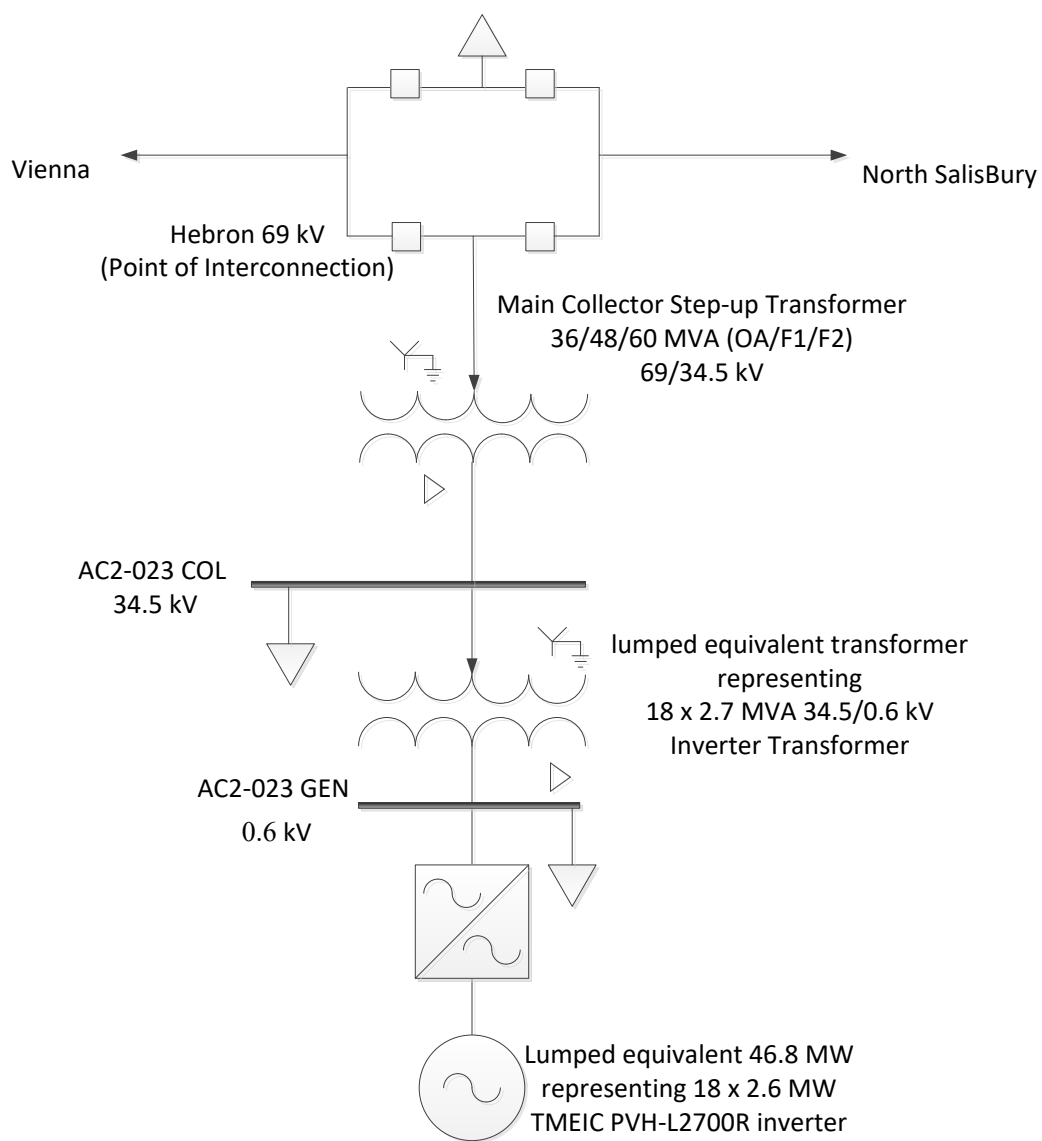 Vienna
North SalisBury
Hebron 69 kV
(Point of Interconnection)
Main Collector Step-up Transformer
36/48/60 MVA (OA/F1/F2)
69/34.5 kV
AC2-023 COL
34.5 kV
lumped equivalent transformer
representing
18 x 2.7 MVA 34.5/0.6 kV
Inverter Transformer
AC2-023 GEN
0.6 kV
Lumped equivalent 46.8 MW
representing 18 x 2.6 MW
TMEIC PVH-L2700R inverter